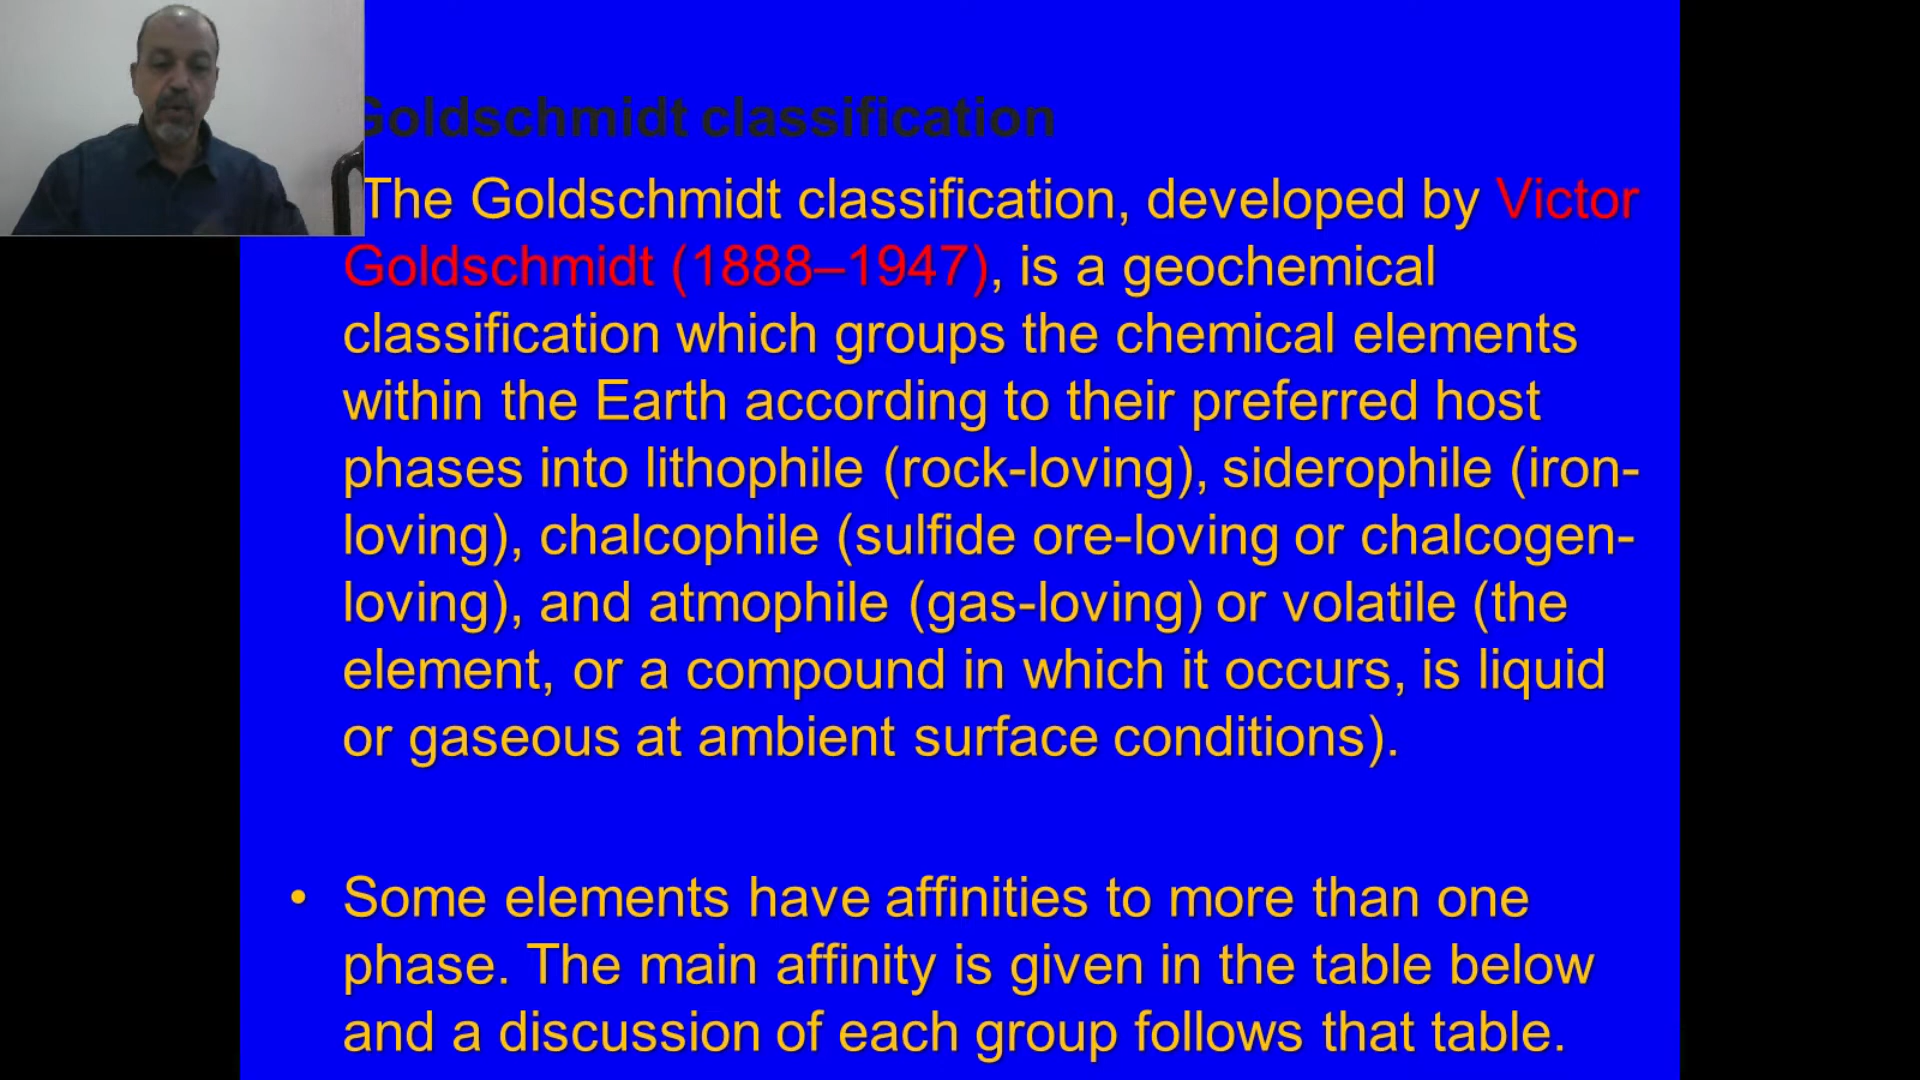 Goldschmidt classification
The Goldschmidt classification, developed by Victor
Goldschmidt (1888–1947), is a geochemical
classification which groups the chemical elements
within the Earth according to their preferred host
phases into lithophile (rock-loving), siderophile (iron-
loving), chalcophile (sulfide ore-loving or chalcogen-
loving), and atmophile (gas-loving) or volatile (the
element, or a compound in which it occurs, is liquid
or gaseous at ambient surface conditions).
• Some elements have affinities to more than one
phase. The main affinity is given in the table below
and a discussion of each group follows that table.